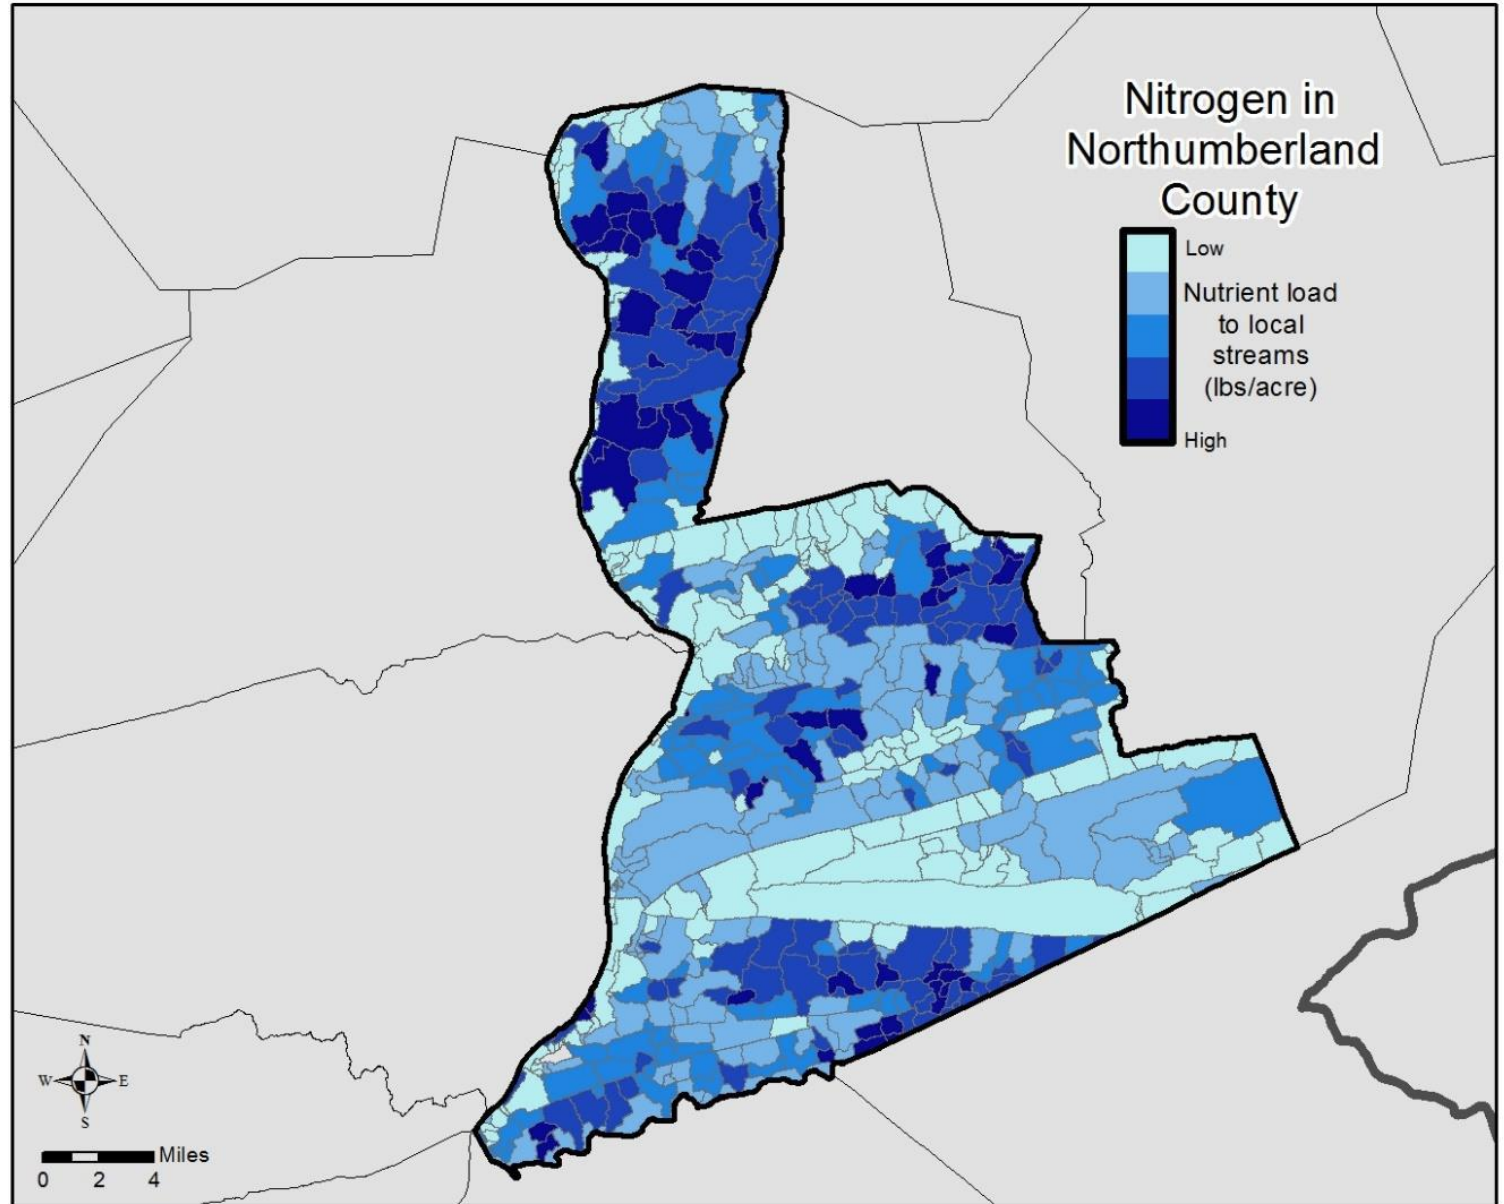 Nitrogen in
Northumberland
County
Low
Nutrient load
to local
streams
(lbs/acre)
High
N
W E
S
Miles
0 2 4